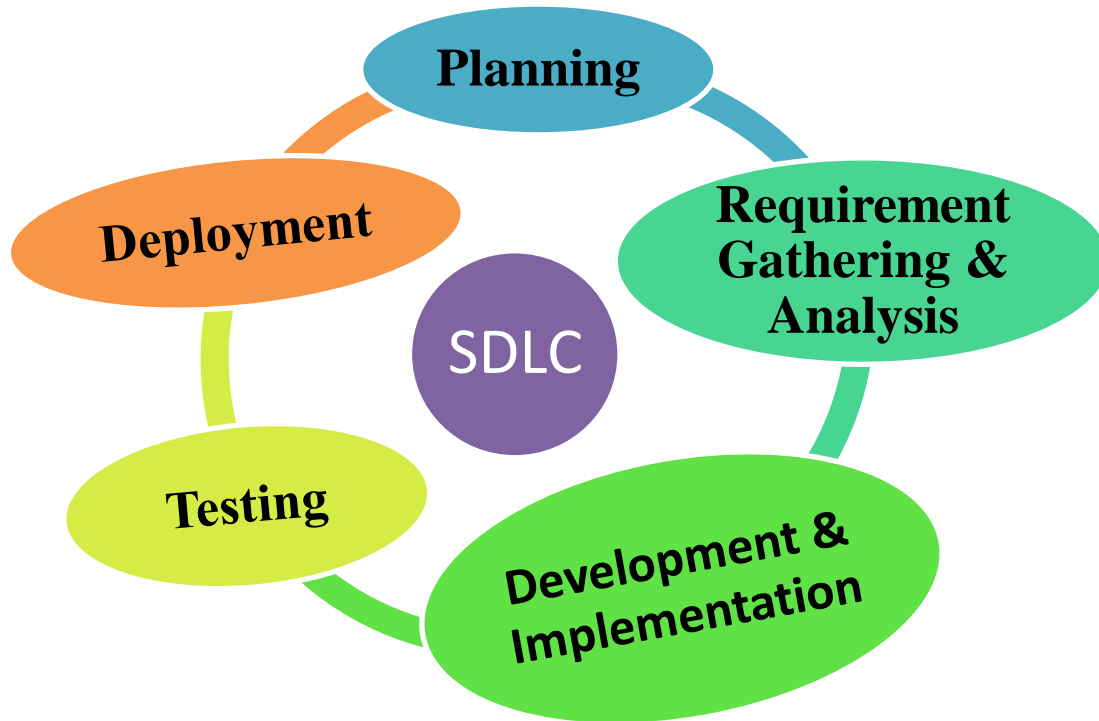 Planning
Requirement
Gathering &
Analysis
Development &
Implementation
Testing
Deployment
SDLC